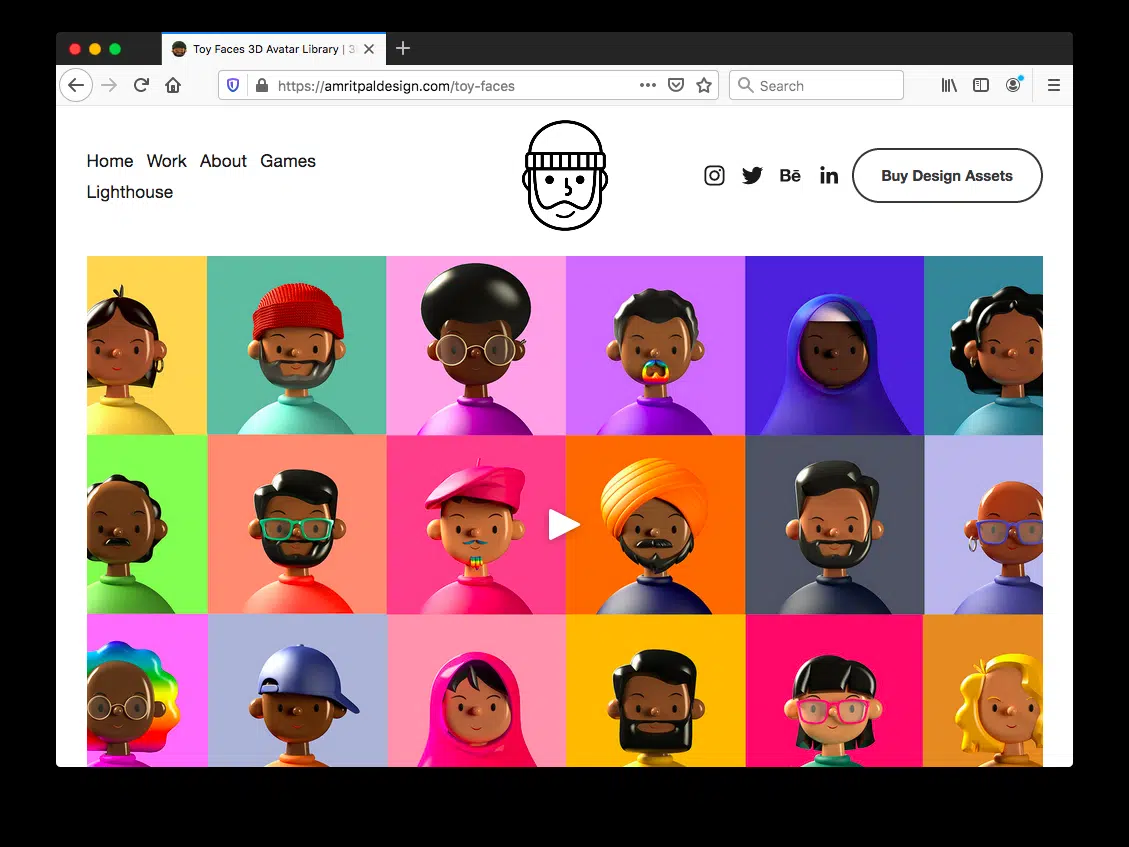 Toy Faces 3D Avatar Library | 3
https://amritpaldesign.com/toy-faces
Search
Home Work About Games
Lighthouse
Bē
in
Buy Design Assets